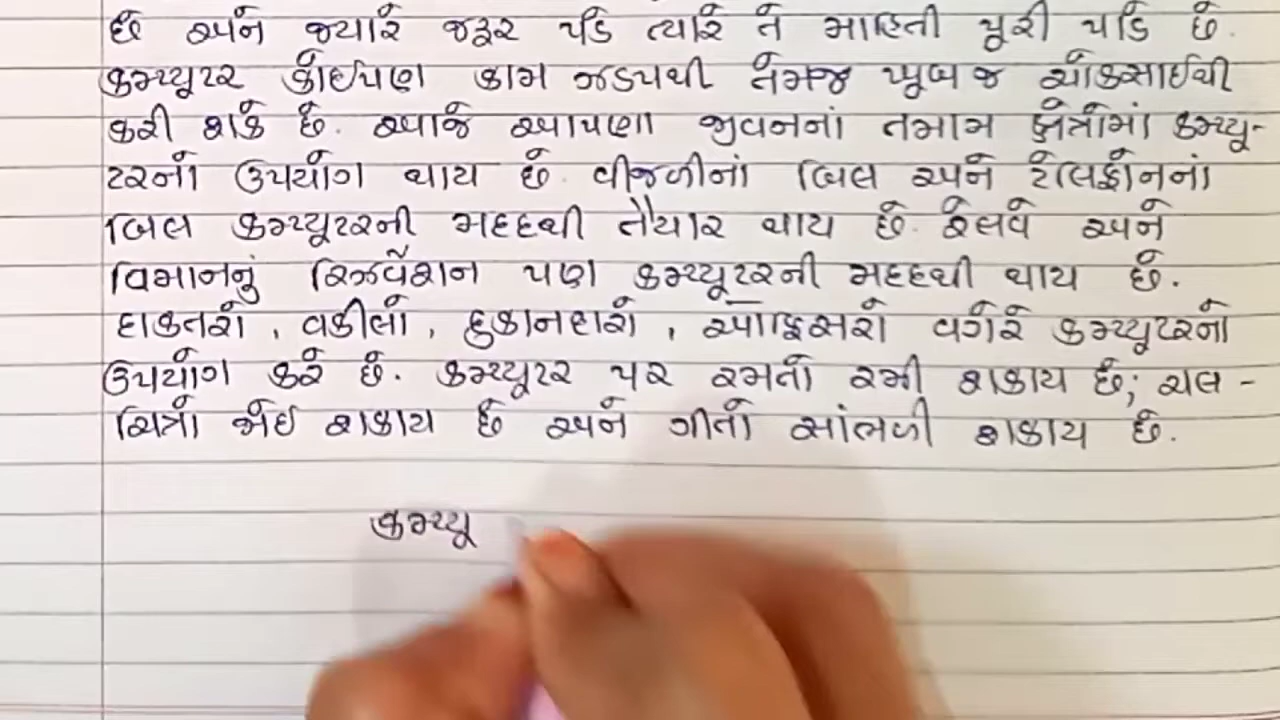 છે અને જ્યારે જરૂર પડે ત્યારે તે માહિતી પૂરી પાડે છે.
કમ્પ્યૂટર કોઈપણ કામ ઝડપથી તેમજ ખૂબ જ ચોક્સાઈથી
કરી શકે છે. આજે આપણા જીવનનાં તમામ ક્ષેત્રોમાં કમ્પ્યૂ-
ટરનો ઉપયોગ થાય છે. વીજળીનાં બિલ અને ટેલિફોનનાં
બિલ કમ્પ્યૂટરની મદદથી તૈયાર થાય છે. રેલવે અને
વિમાનનું રિઝર્વેશન પણ કમ્પ્યૂટરની મદદથી થાય છે.
દાકતરો, વકીલો, દુકાનદારો, ઓફિસરો વગેરે કમ્પ્યૂટરનો
ઉપયોગ કરે છે. કમ્પ્યૂટર પર રમતો રમી શકાય છે; ચલ-
ચિત્રો જોઈ શકાય છે અને ગીતો સાંભળી શકાય છે.
કમ્પ્યૂ